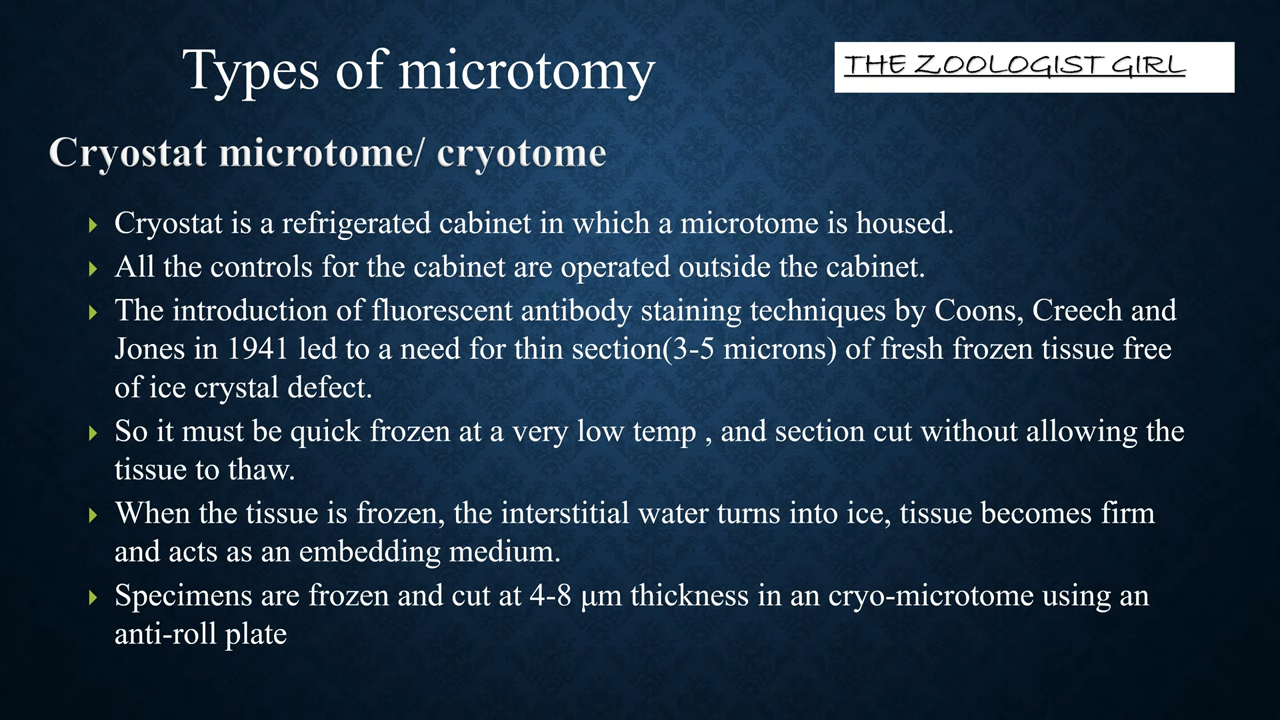 Types of microtomy
THE ZOOLOGIST GIRL
Cryostat microtome/ cryotome
Cryostat is a refrigerated cabinet in which a microtome is housed.
All the controls for the cabinet are operated outside the cabinet.
The introduction of fluorescent antibody staining techniques by Coons, Creech and
Jones in 1941 led to a need for thin section(3-5 microns) of fresh frozen tissue free
of ice crystal defect.
So it must be quick frozen at a very low temp , and section cut without allowing the
tissue to thaw.
When the tissue is frozen, the interstitial water turns into ice, tissue becomes firm
and acts as an embedding medium.
Specimens are frozen and cut at 4-8 μm thickness in an cryo-microtome using an
anti-roll plate